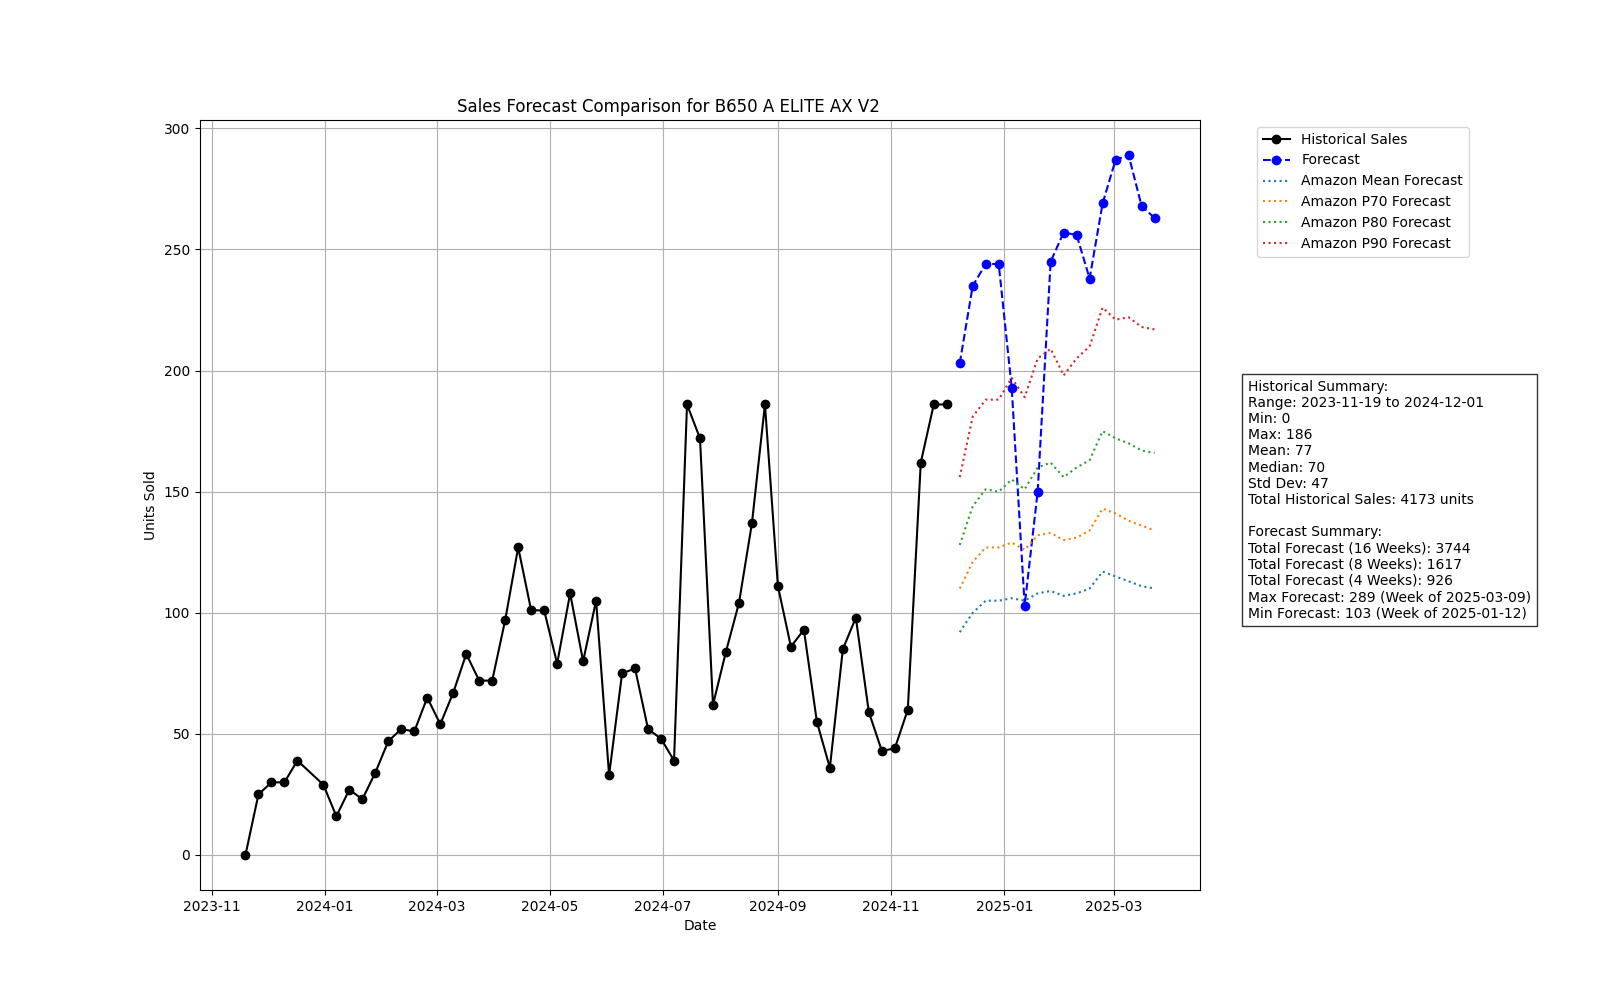 Sales Forecast Comparison for B650 A ELITE AX V2
300
250
200
150
100
50
0
Units Sold
2023-11
2024-01
2024-03
2024-05
2024-07
2024-09
2024-11
2025-01
2025-03
Date
Historical Sales
Forecast
Amazon Mean Forecast
Amazon P70 Forecast
Amazon P80 Forecast
Amazon P90 Forecast
Historical Summary:
Range: 2023-11-19 to 2024-12-01
Min: 0
Max: 186
Mean: 77
Median: 70
Std Dev: 47
Total Historical Sales: 4173 units
Forecast Summary:
Total Forecast (16 Weeks): 3744
Total Forecast (8 Weeks): 1617
Total Forecast (4 Weeks): 926
Max Forecast: 289 (Week of 2025-03-09)
Min Forecast: 103 (Week of 2025-01-12)